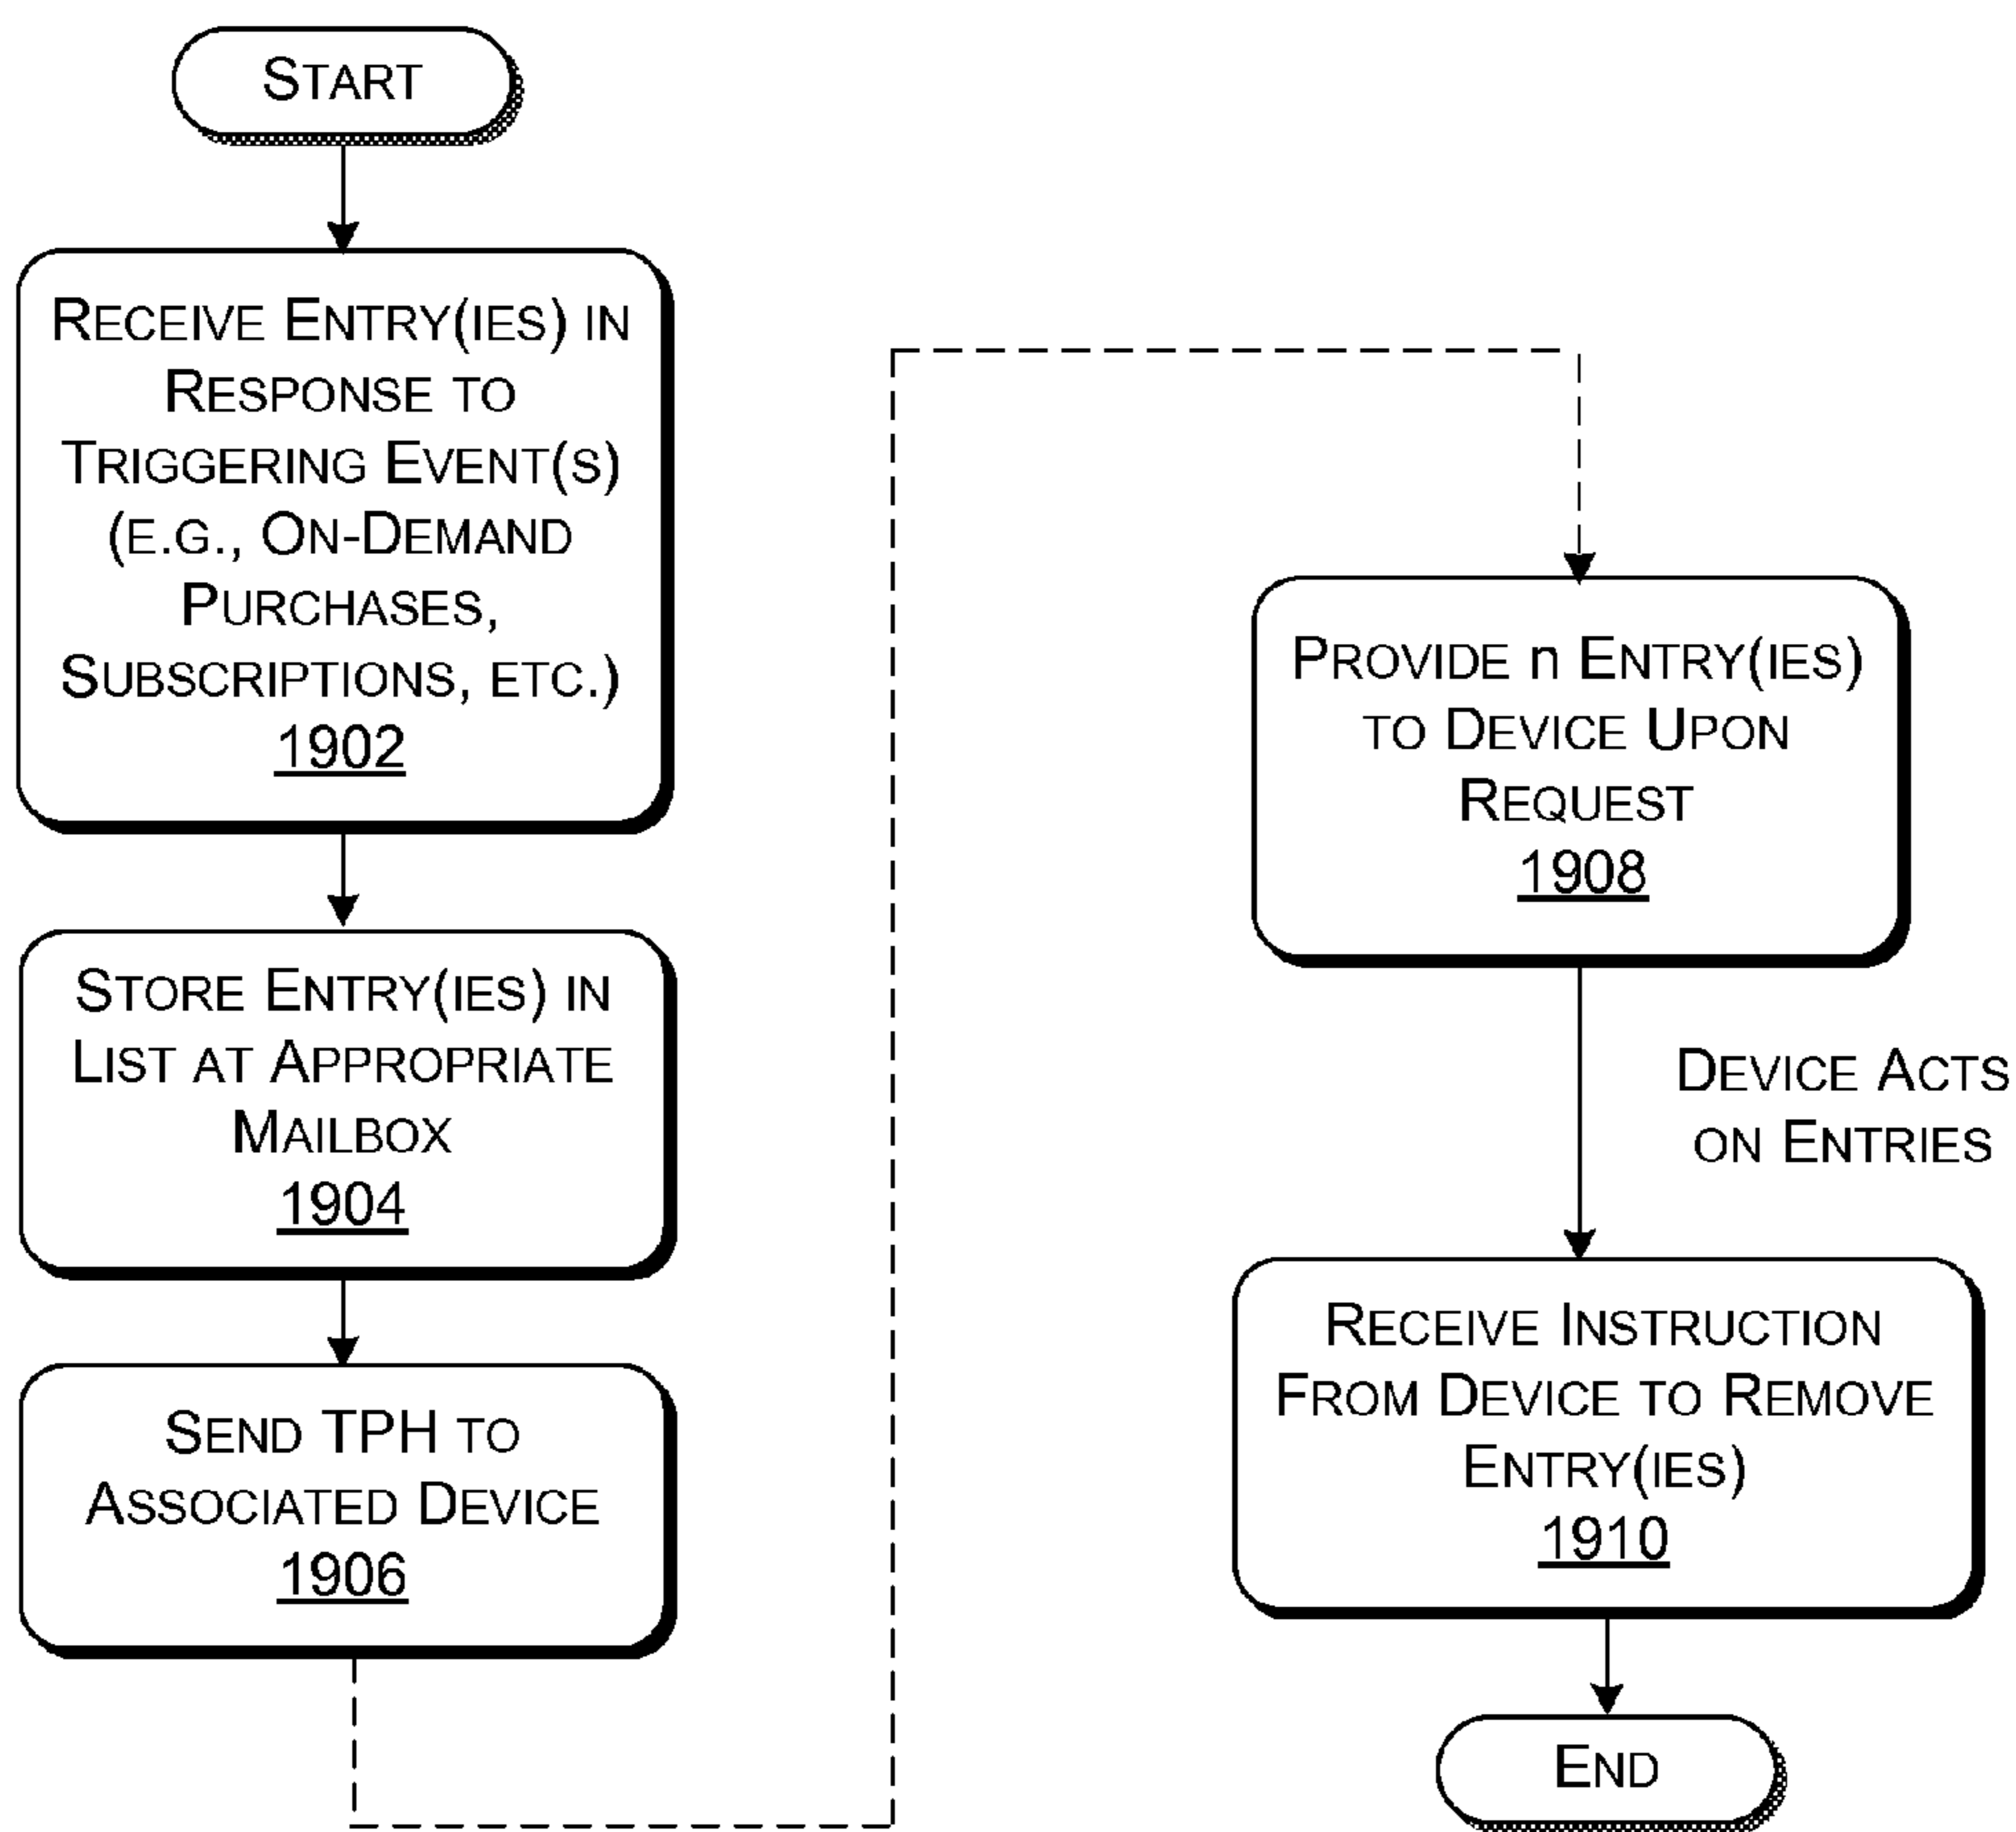 START
RECEIVE ENTRY(IES) IN
RESPONSE TO
TRIGGERING EVENT(S)
(E.G., ON-DEMAND
PURCHASES,
SUBSCRIPTIONS, ETC.)
1902
STORE ENTRY(IES) IN
LIST AT APPROPRIATE
MAILBOX
1904
SEND TPH TO
ASSOCIATED DEVICE
1906
PROVIDE n ENTRY(IES)
TO DEVICE UPON
REQUEST
1908
DEVICE ACTS
ON ENTRIES
RECEIVE INSTRUCTION
FROM DEVICE TO REMOVE
ENTRY(IES)
1910
END